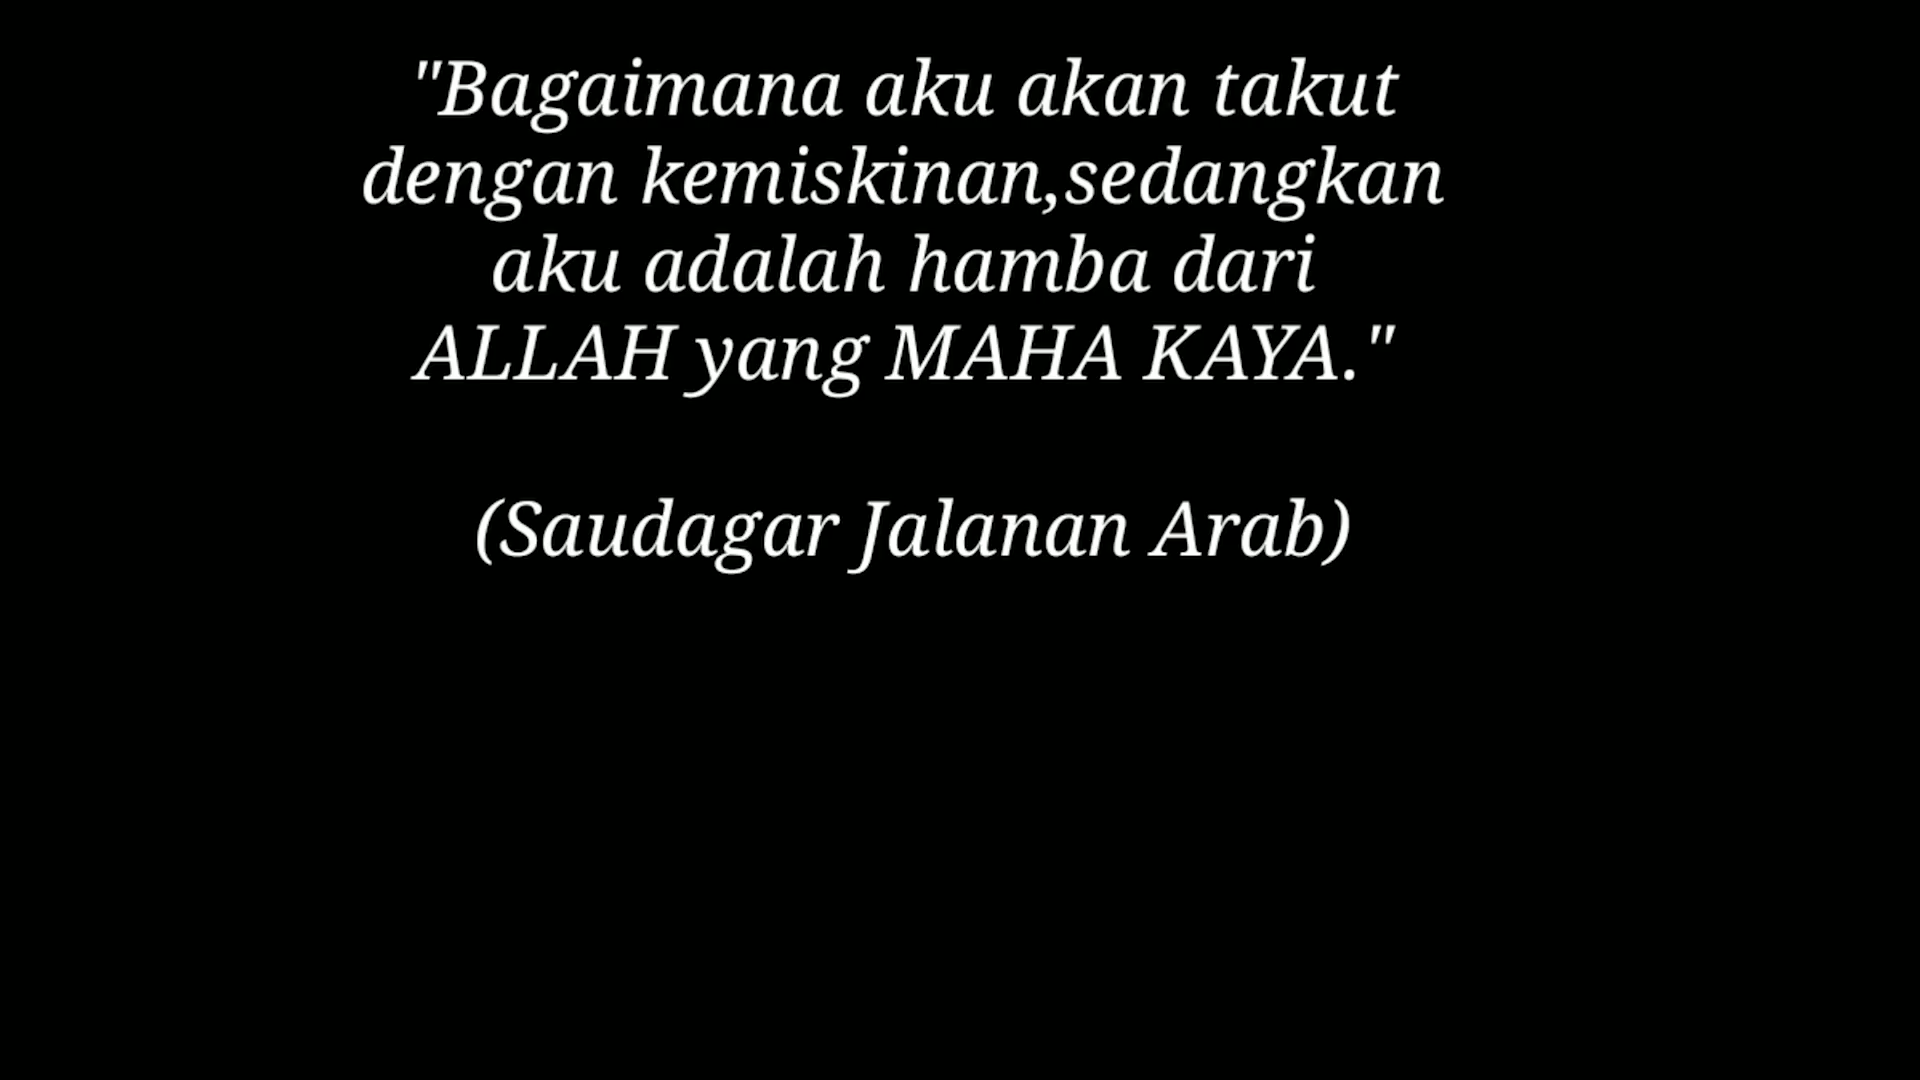 "Bagaimana aku akan takut
dengan kemiskinan,sedangkan
aku adalah hamba dari
ALLAH yang MAHA KAYA."
(Saudagar Jalanan Arab)